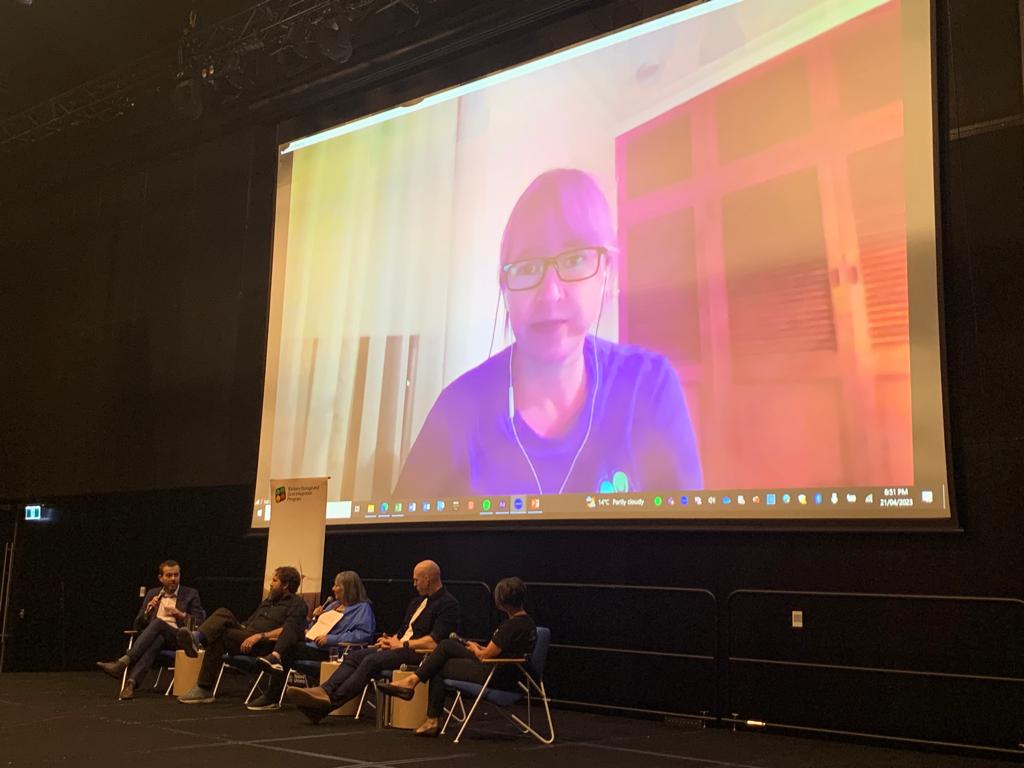 Battery Storage and
Grid Integration
Program
14°C Partly cloudy
6:51 PM
21/04/2023